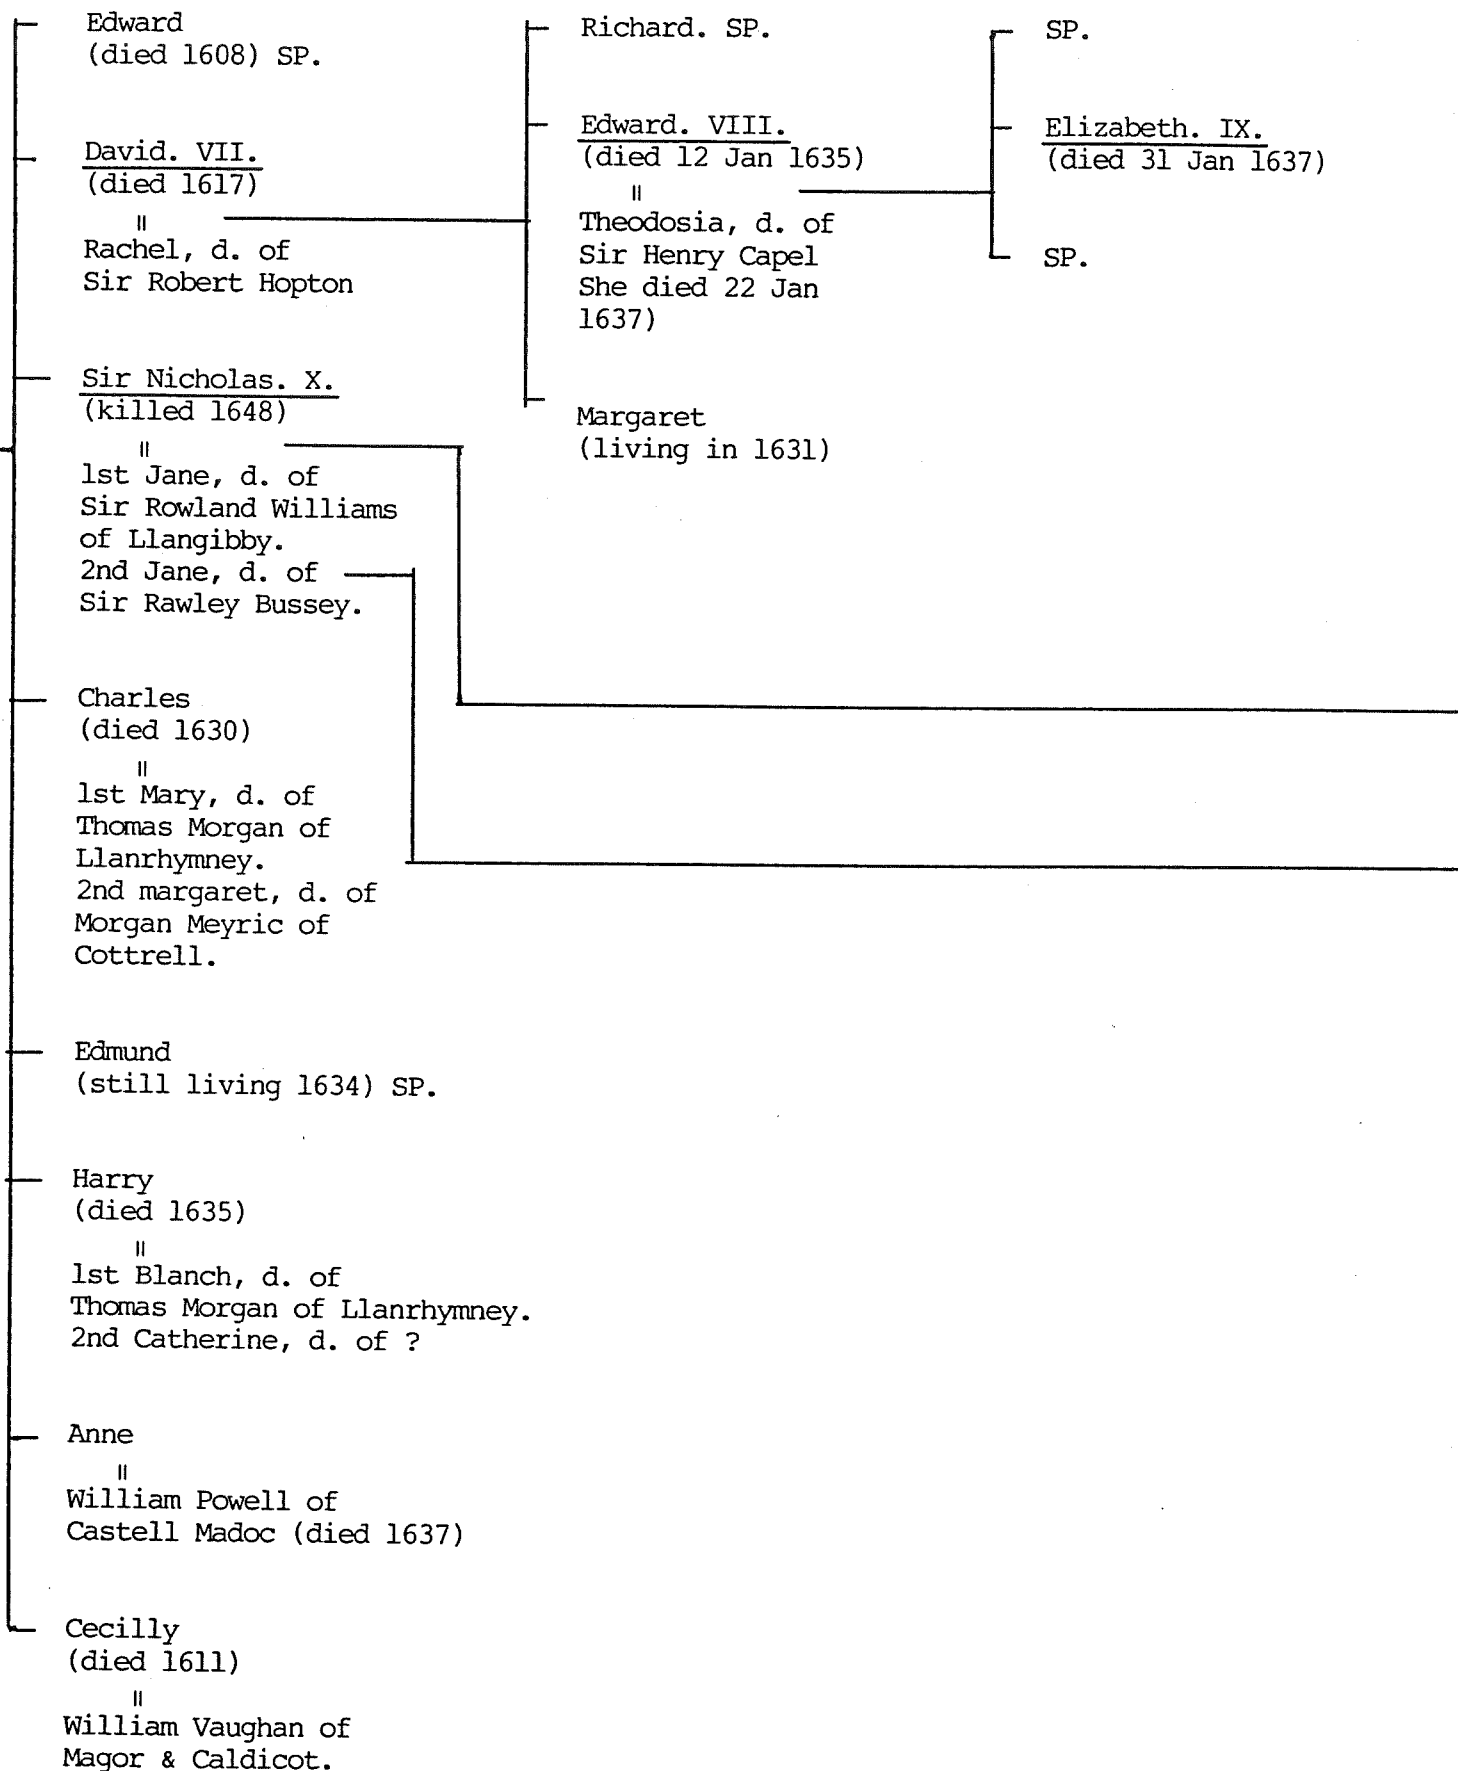 Edward
(died 1608) SP.
David. VII.
(died 1617)
=
Rachel, d. of
Sir Robert Hopton
Sir Nicholas. X.
(killed 1648)
=
1st Jane, d. of
Sir Rowland Williams
of Llangibby.
2nd Jane, d. of
Sir Rawley Bussey.
Charles
(died 1630)
=
1st Mary, d. of
Thomas Morgan of
Llanrhymney.
2nd margaret, d. of
Morgan Meyric of
Cottrell.
Edmund
(still living 1634) SP.
Harry
(died 1635)
=
1st Blanch, d. of
Thomas Morgan of Llanrhymney.
2nd Catherine, d. of ?
Anne
=
William Powell of
Castell Madoc (died 1637)
Cecilly
(died 1611)
=
William Vaughan of
Magor & Caldicot.
Richard. SP.
Edward. VIII.
(died 12 Jan 1635)
=
Theodosia, d. of
Sir Henry Capel
She died 22 Jan
1637)
Margaret
(living in 1631)
SP.
Elizabeth. IX.
(died 31 Jan 1637)
SP.